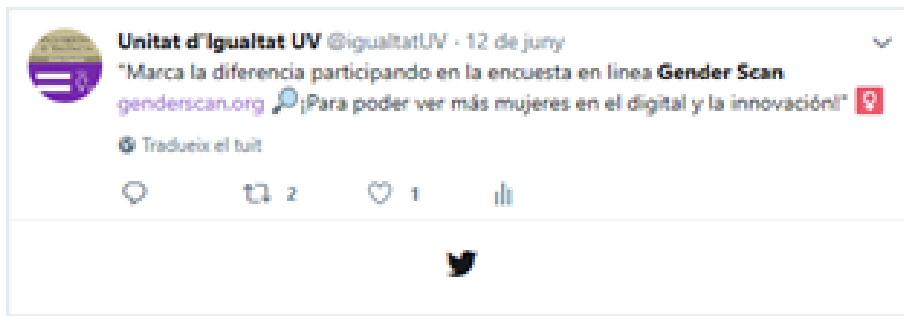 Unitat d'Igualtat UV @igualtatUV · 12 de juny
"Marca la diferencia participando en la encuesta en linea Gender Scan
genderscan.org 🔎¡Para poder ver más mujeres en el digital y la innovación!" 🚺
Tradueix el tuit
2 1